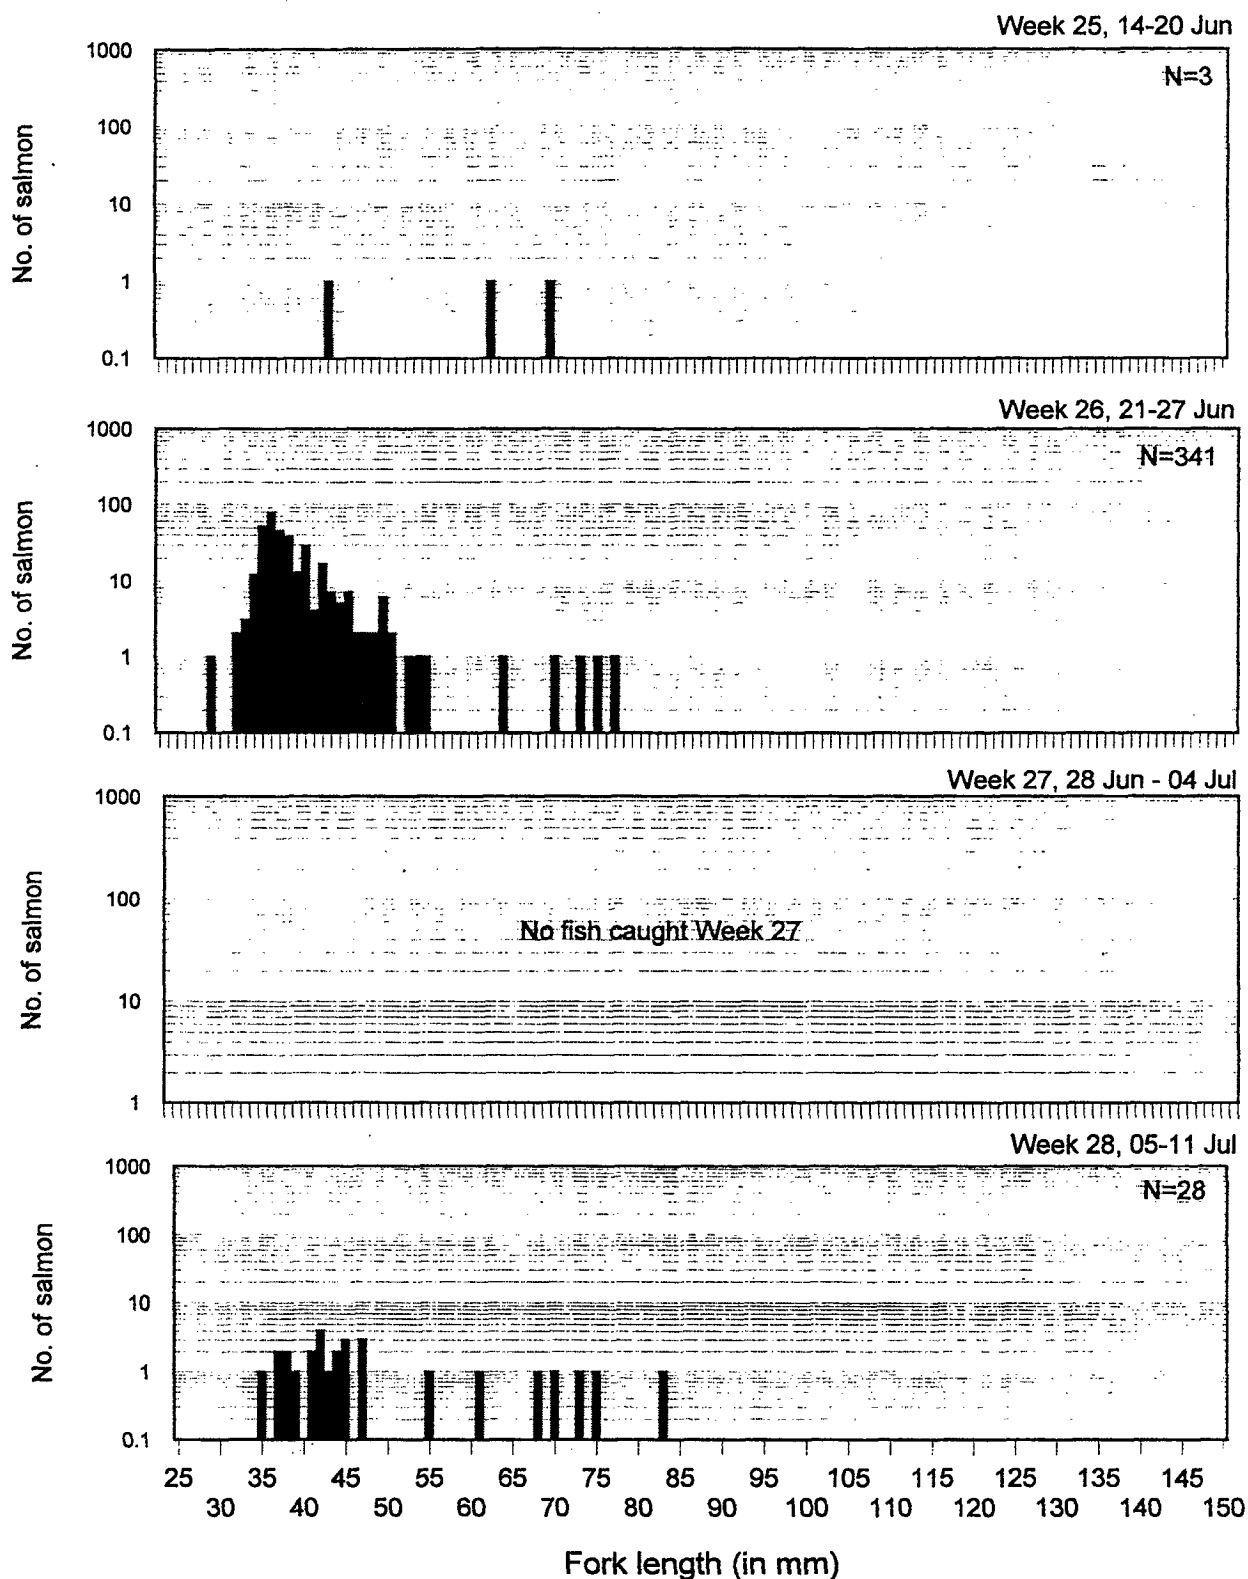 Week 25, 14-20 Jun
N=3
1000
100
10
1
0.1
No. of salmon
Week 26, 21-27 Jun
N=341
1000
100
10
1
0.1
No. of salmon
Week 27, 28 Jun - 04 Jul
1000
100
No fish caught Week 27
10
1
No. of salmon
Week 28, 05-11 Jul
N=28
1000
100
10
1
0.1
No. of salmon
25 35 45 55 65 75 85 95 105 115 125 135 145
30 40 50 60 70 80 90 100 110 120 130 140 150
Fork length (in mm)